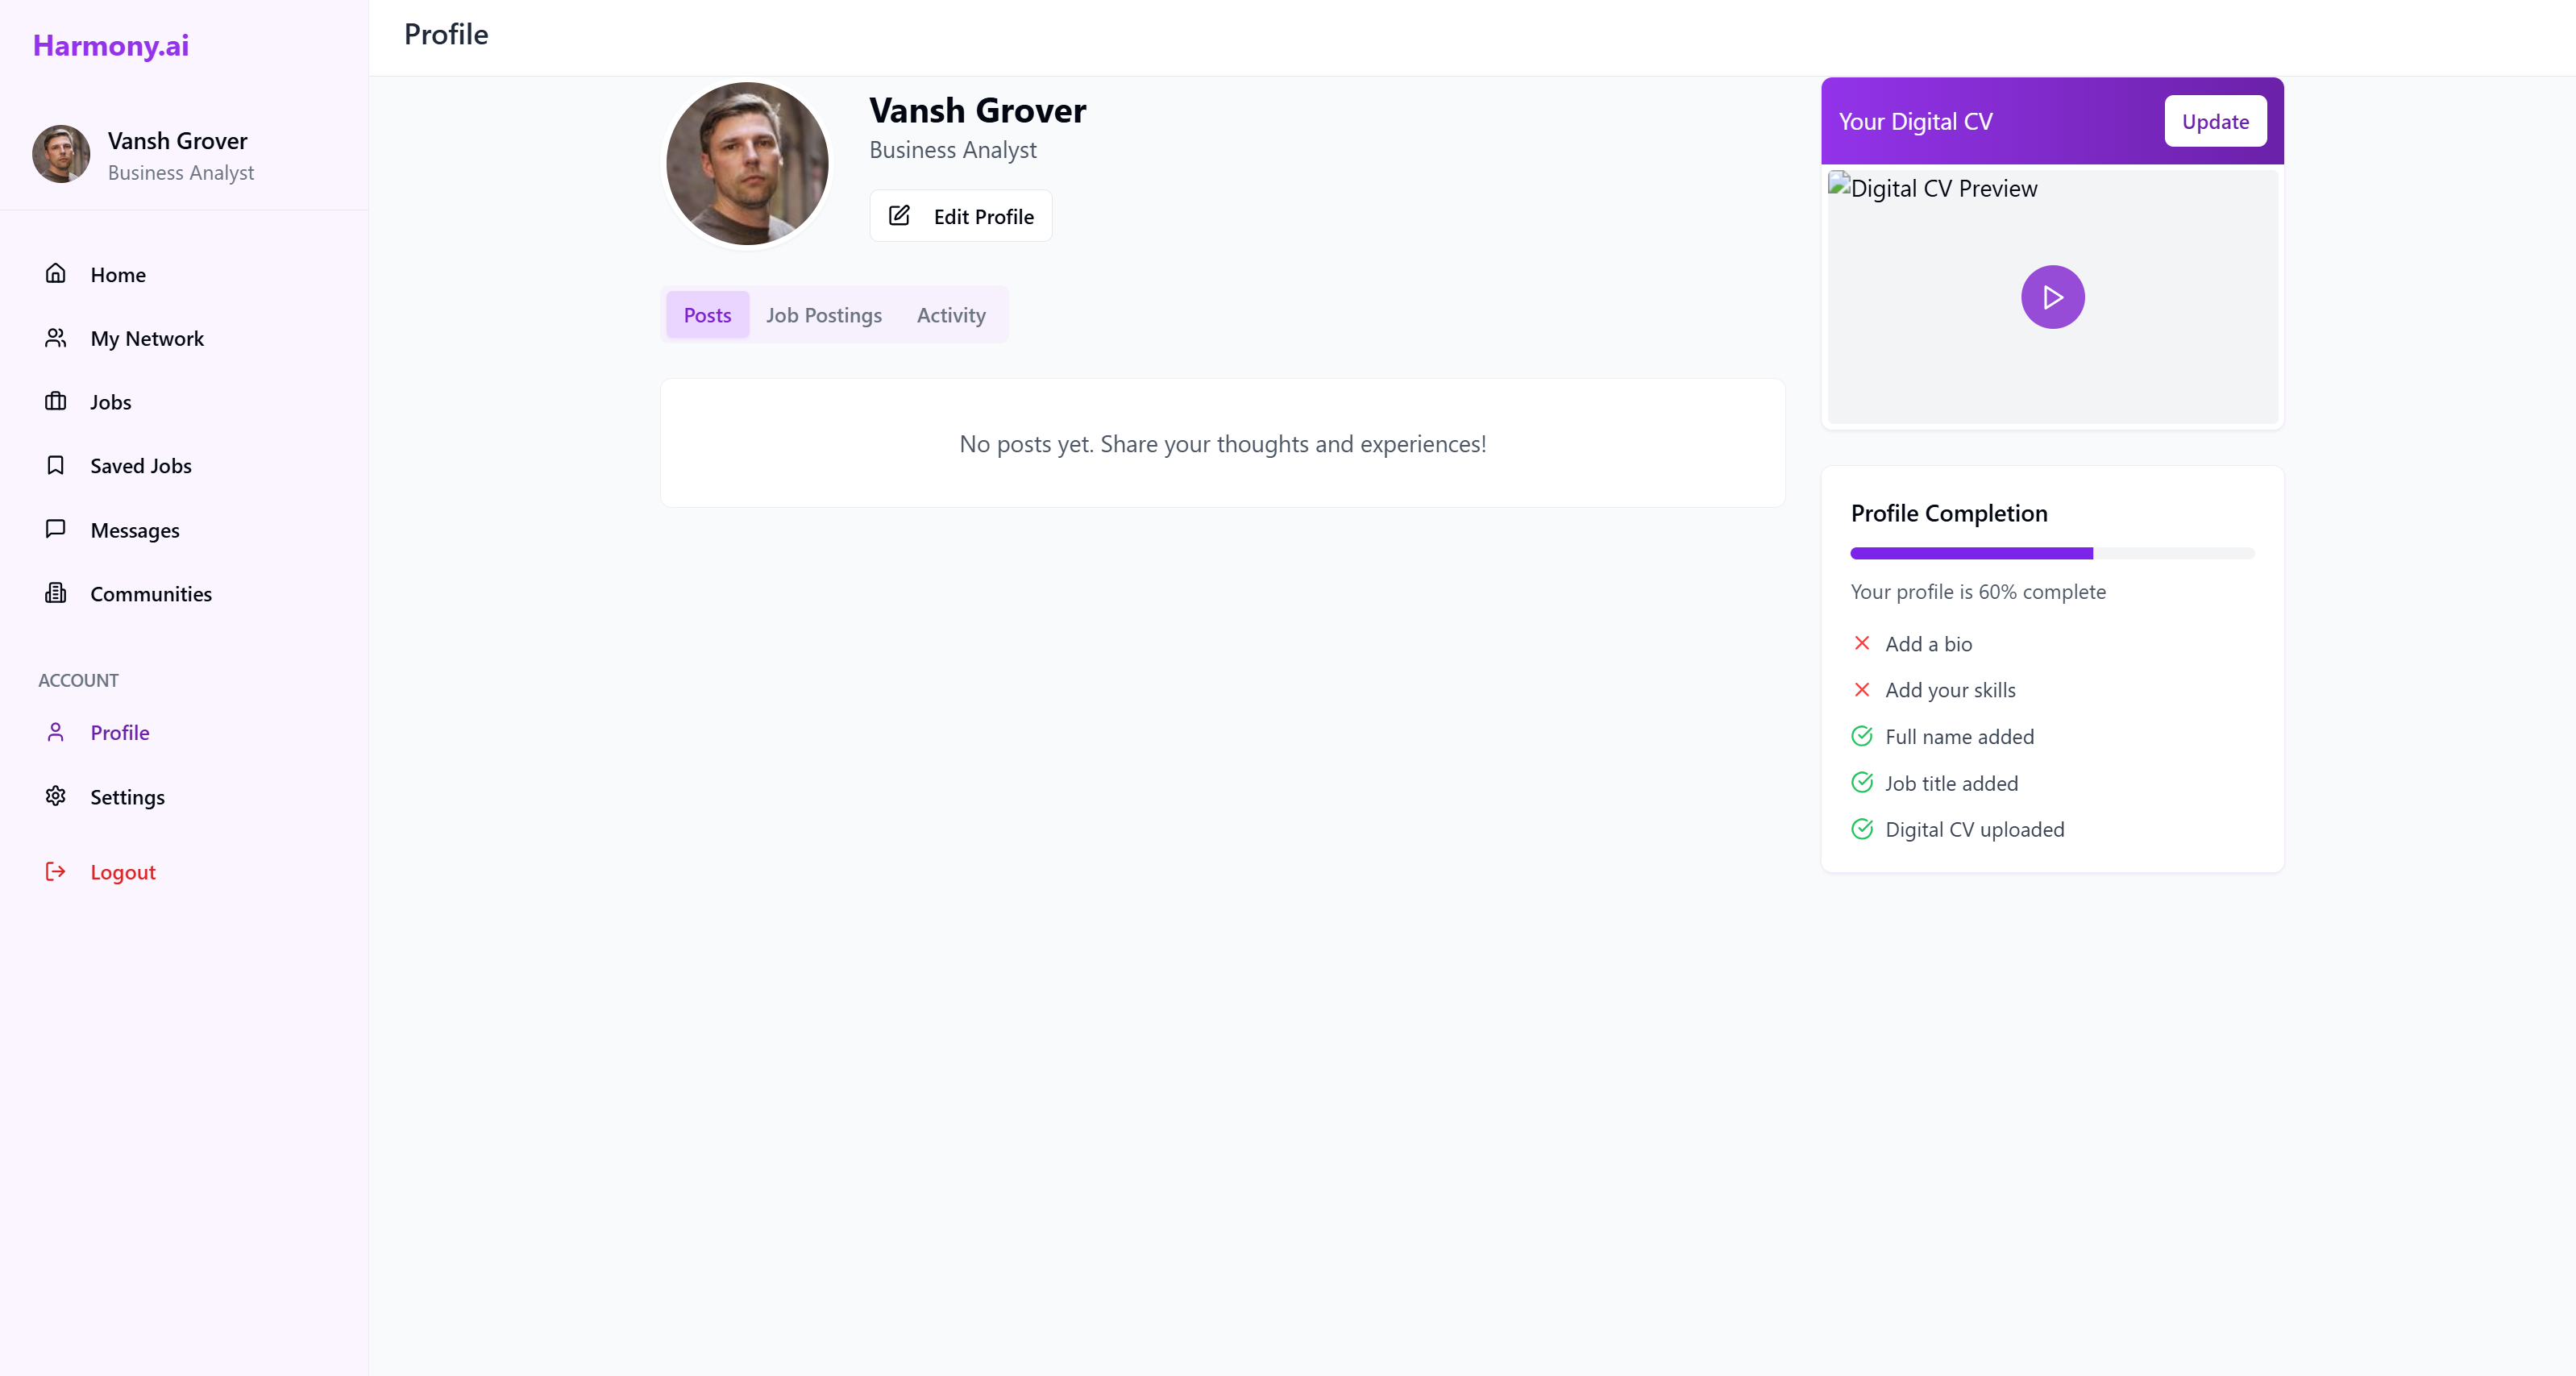 Harmony.ai
Vansh Grover
Business Analyst
Home
My Network
Jobs
Saved Jobs
Messages
Communities
ACCOUNT
Profile
Settings
Logout
Profile
Vansh Grover
Business Analyst
Edit Profile
Posts
Job Postings
Activity
No posts yet. Share your thoughts and experiences!
Your Digital CV
Update
Digital CV Preview
Profile Completion
Your profile is 60% complete
Add a bio
Add your skills
Full name added
Job title added
Digital CV uploaded